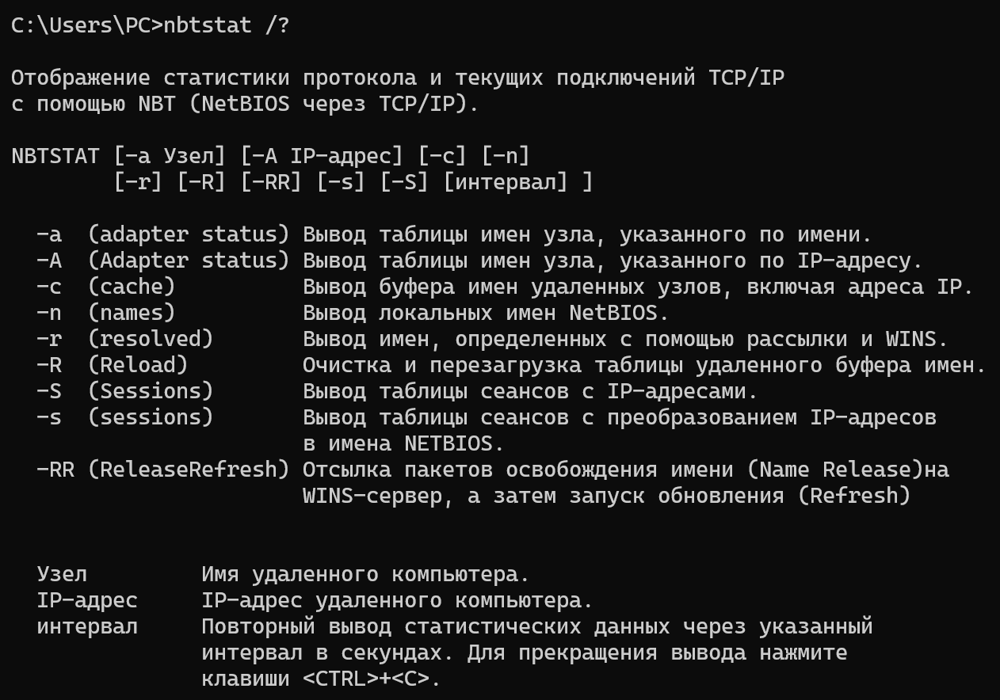 C:\Users\PC>nbtstat /?
Отображение статистики протокола и текущих подключений TCP/IP
с помощью NBT (NetBIOS через TCP/IP).
NBTSTAT [-a Узел] [-A IP-адрес] [-c] [-n]
        [-r] [-R] [-RR] [-s] [-S] [интервал] ]
  -a  (adapter status) Вывод таблицы имен узла, указанного по имени.
  -A  (Adapter status) Вывод таблицы имен узла, указанного по IP-адресу.
  -c  (cache)          Вывод буфера имен удаленных узлов, включая адреса IP.
  -n  (names)          Вывод локальных имен NetBIOS.
  -r  (resolved)       Вывод имен, определенных с помощью рассылки и WINS.
  -R  (Reload)         Очистка и перезагрузка таблицы удаленного буфера имен.
  -S  (Sessions)       Вывод таблицы сеансов с IP-адресами.
  -s  (sessions)       Вывод таблицы сеансов с преобразованием IP-адресов
                       в имена NETBIOS.
  -RR (ReleaseRefresh) Отсылка пакетов освобождения имени (Name Release)на
                       WINS-сервер, а затем запуск обновления (Refresh)
  Узел         Имя удаленного компьютера.
  IP-адрес     IP-адрес удаленного компьютера.
  интервал     Повторный вывод статистических данных через указанный
               интервал в секундах. Для прекращения вывода нажмите
               клавиши <CTRL>+<C>.